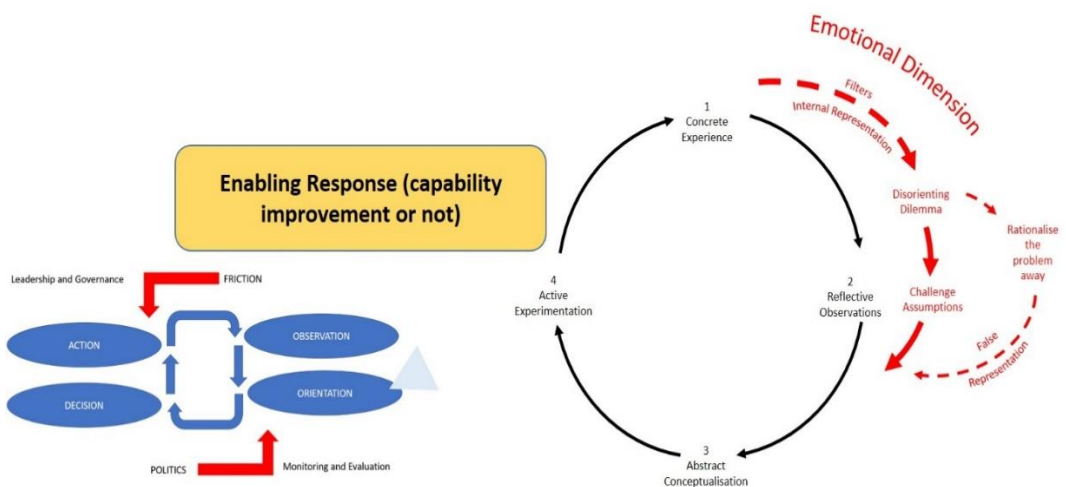 Emotional Dimension
Filters
Internal Representation
1
Concrete
Experience
Enabling Response (capability
improvement or not)
Disorienting
Dilemma
Rationalise
the
problem
away
Leadership and Governance
FRICTION
4
Active
Experimentation
2
Reflective
Observations
Challenge
Assumptions
ACTION
OBSERVATION
False
Representation
DECISION
ORIENTATION
3
Abstract
Conceptualisation
POLITICS
Monitoring and Evaluation